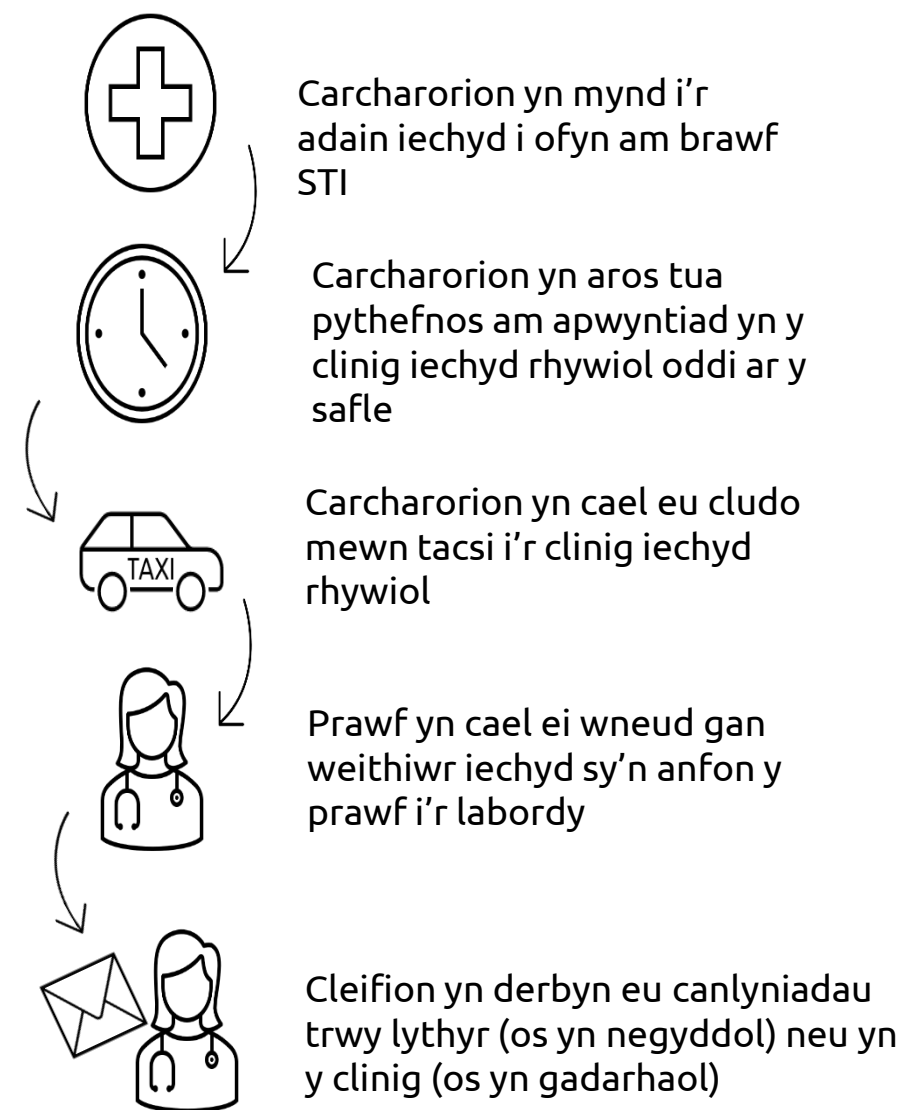 Carcharorion yn mynd i’r
adain iechyd i ofyn am brawf
STI
Carcharorion yn aros tua
pythefnos am apwyntiad yn y
clinig iechyd rhywiol oddi ar y
safle
Carcharorion yn cael eu cludo
mewn tacsi i’r clinig iechyd
rhywiol
TAXI
Prawf yn cael ei wneud gan
weithiwr iechyd sy’n anfon y
prawf i’r labordy
Cleifion yn derbyn eu canlyniadau
trwy lythyr (os yn negyddol) neu yn
y clinig (os yn gadarhaol)